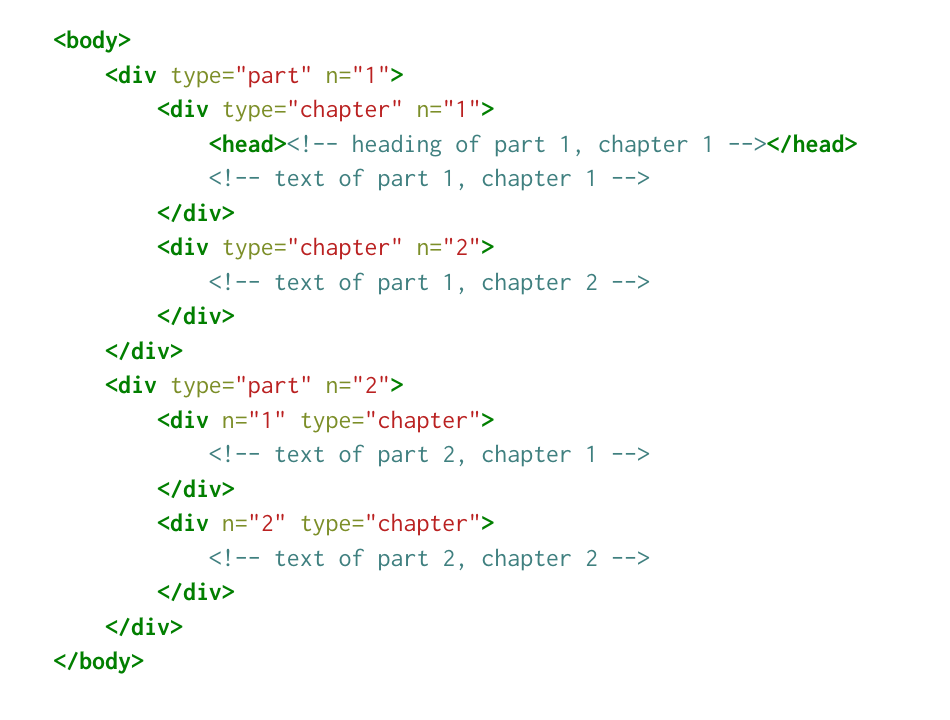 <body>
    <div type="part" n="1">
        <div type="chapter" n="1">
            <head><!-- heading of part 1, chapter 1 --></head>
            <!-- text of part 1, chapter 1 -->
        </div>
        <div type="chapter" n="2">
            <!-- text of part 1, chapter 2 -->
        </div>
    </div>
    <div type="part" n="2">
        <div n="1" type="chapter">
            <!-- text of part 2, chapter 1 -->
        </div>
        <div n="2" type="chapter">
            <!-- text of part 2, chapter 2 -->
        </div>
    </div>
</body>